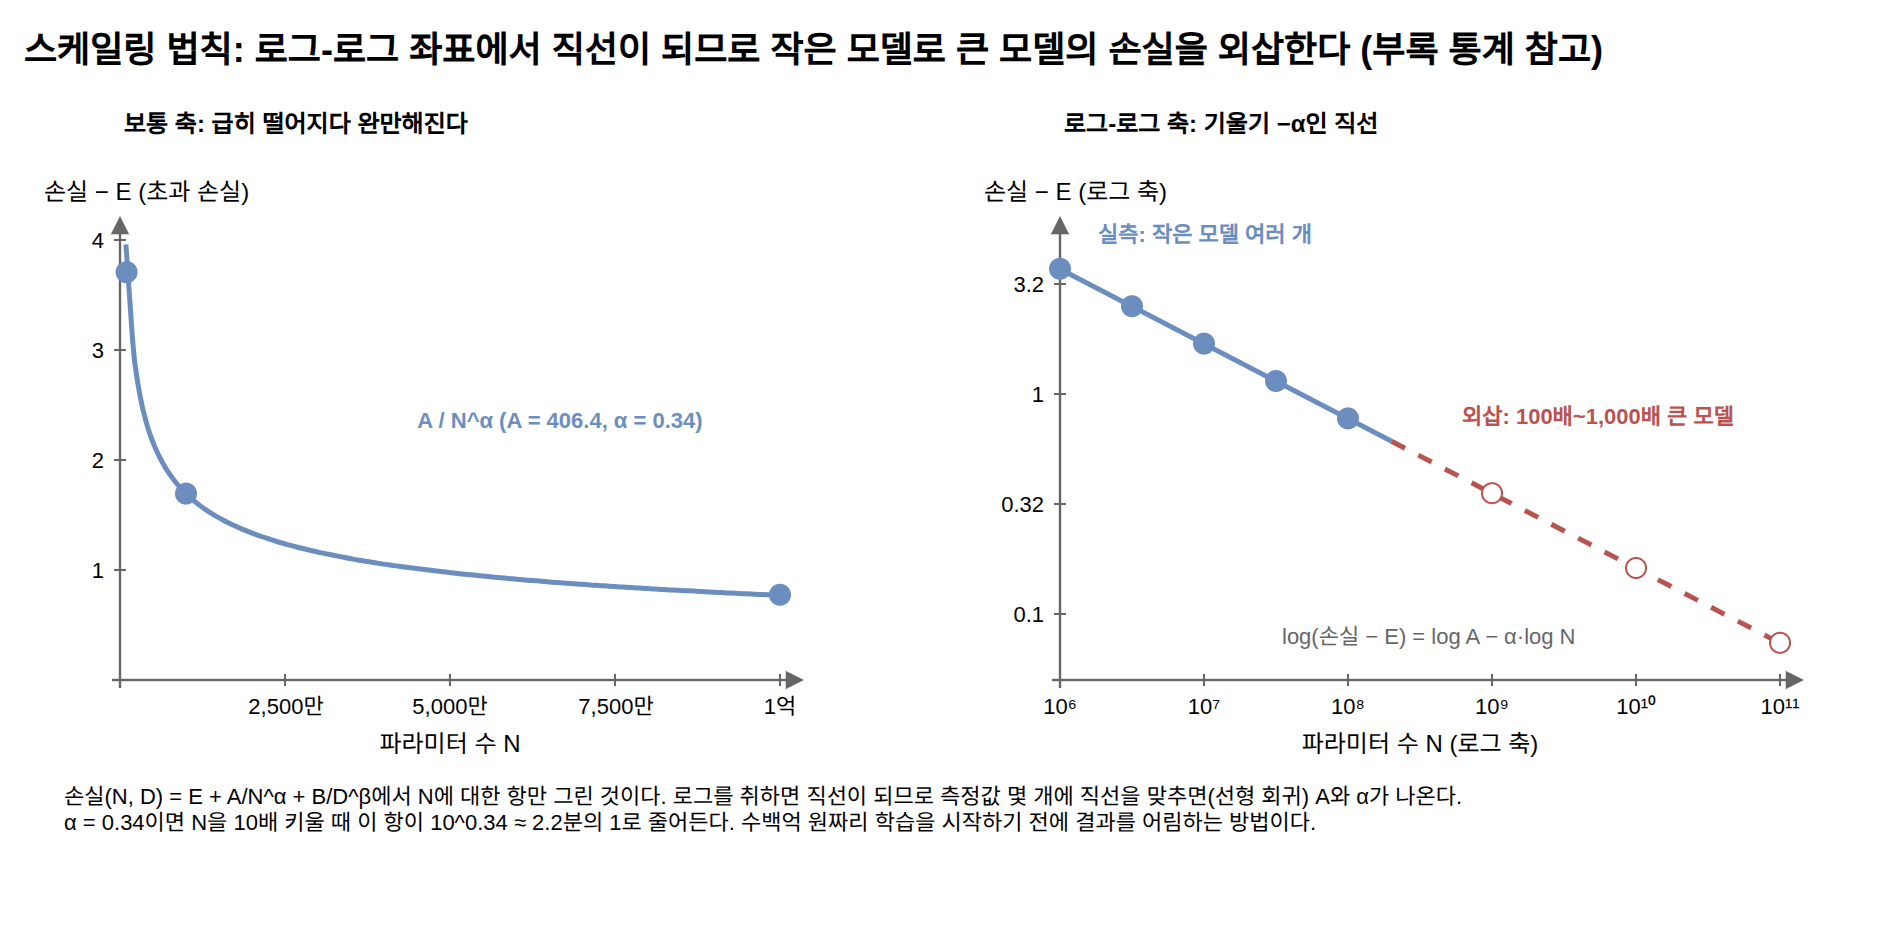 스케일링 법칙: 로그-로그 좌표에서 직선이 되므로 작은 모델로 큰 모델의 손실을 외삽한다 (부록 통계 참고)
보통 축: 급히 떨어지다 완만해진다
손실 − E (초과 손실)
4
3
2
1
A / N^α (A = 406.4, α = 0.34)
2,500만
5,000만
7,500만
1억
파라미터 수 N
로그-로그 축: 기울기 −α인 직선
손실 − E (로그 축)
실측: 작은 모델 여러 개
3.2
1
0.32
0.1
외삽: 100배~1,000배 큰 모델
log(손실 − E) = log A − α·log N
10⁶
10⁷
10⁸
10⁹
10¹⁰
10¹¹
파라미터 수 N (로그 축)
손실(N, D) = E + A/N^α + B/D^β에서 N에 대한 항만 그린 것이다. 로그를 취하면 직선이 되므로 측정값 몇 개에 직선을 맞추면(선형 회귀) A와 α가 나온다.
α = 0.34이면 N을 10배 키울 때 이 항이 10^0.34 ≈ 2.2분의 1로 줄어든다. 수백억 원짜리 학습을 시작하기 전에 결과를 어림하는 방법이다.